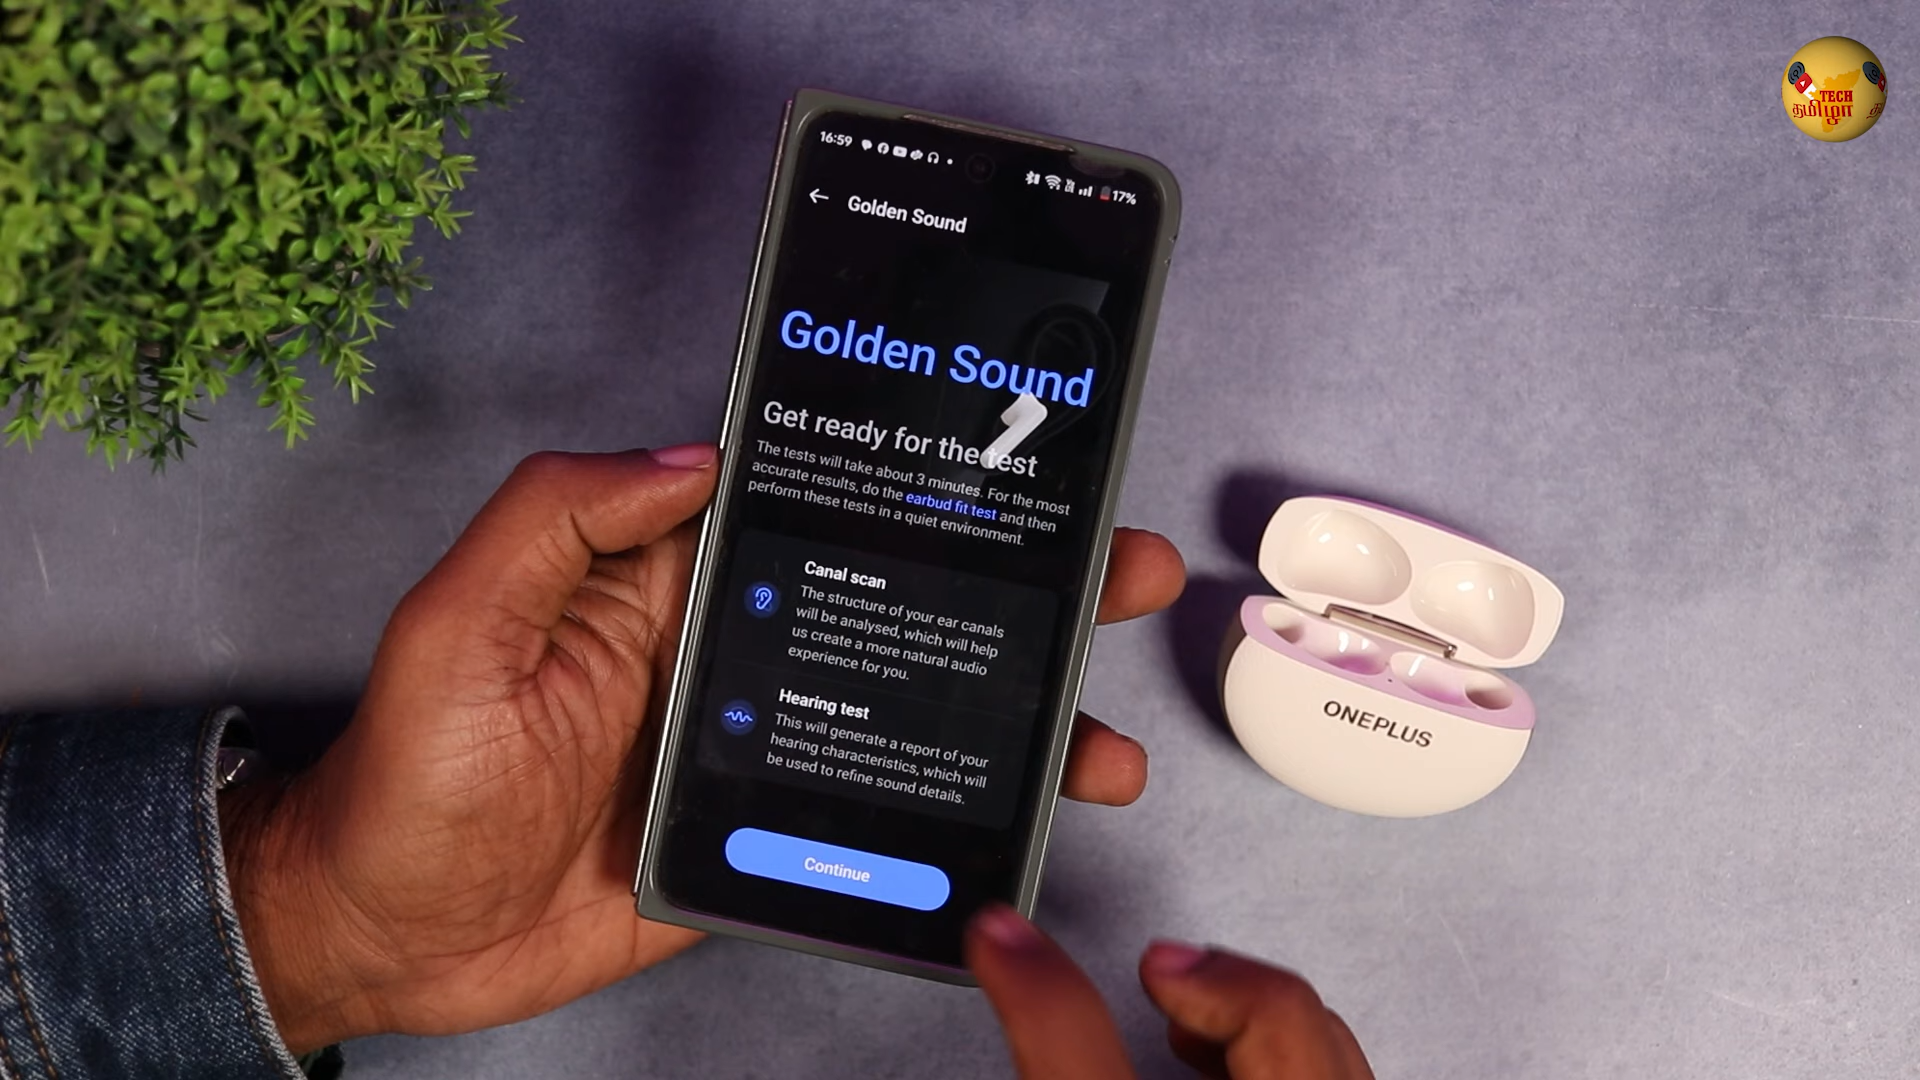 16:59
17%
Golden Sound
Golden Sound
Get ready for the test
The tests will take about 3 minutes. For the most
accurate results, do the earbud fit test and then
perform these tests in a quiet environment.
Canal scan
The structure of your ear canals
will be analysed, which will help
us create a more natural audio
experience for you.
Hearing test
This will generate a report of your
hearing characteristics, which will
be used to refine sound details.
Continue
ONEPLUS
TECH
தமிழா